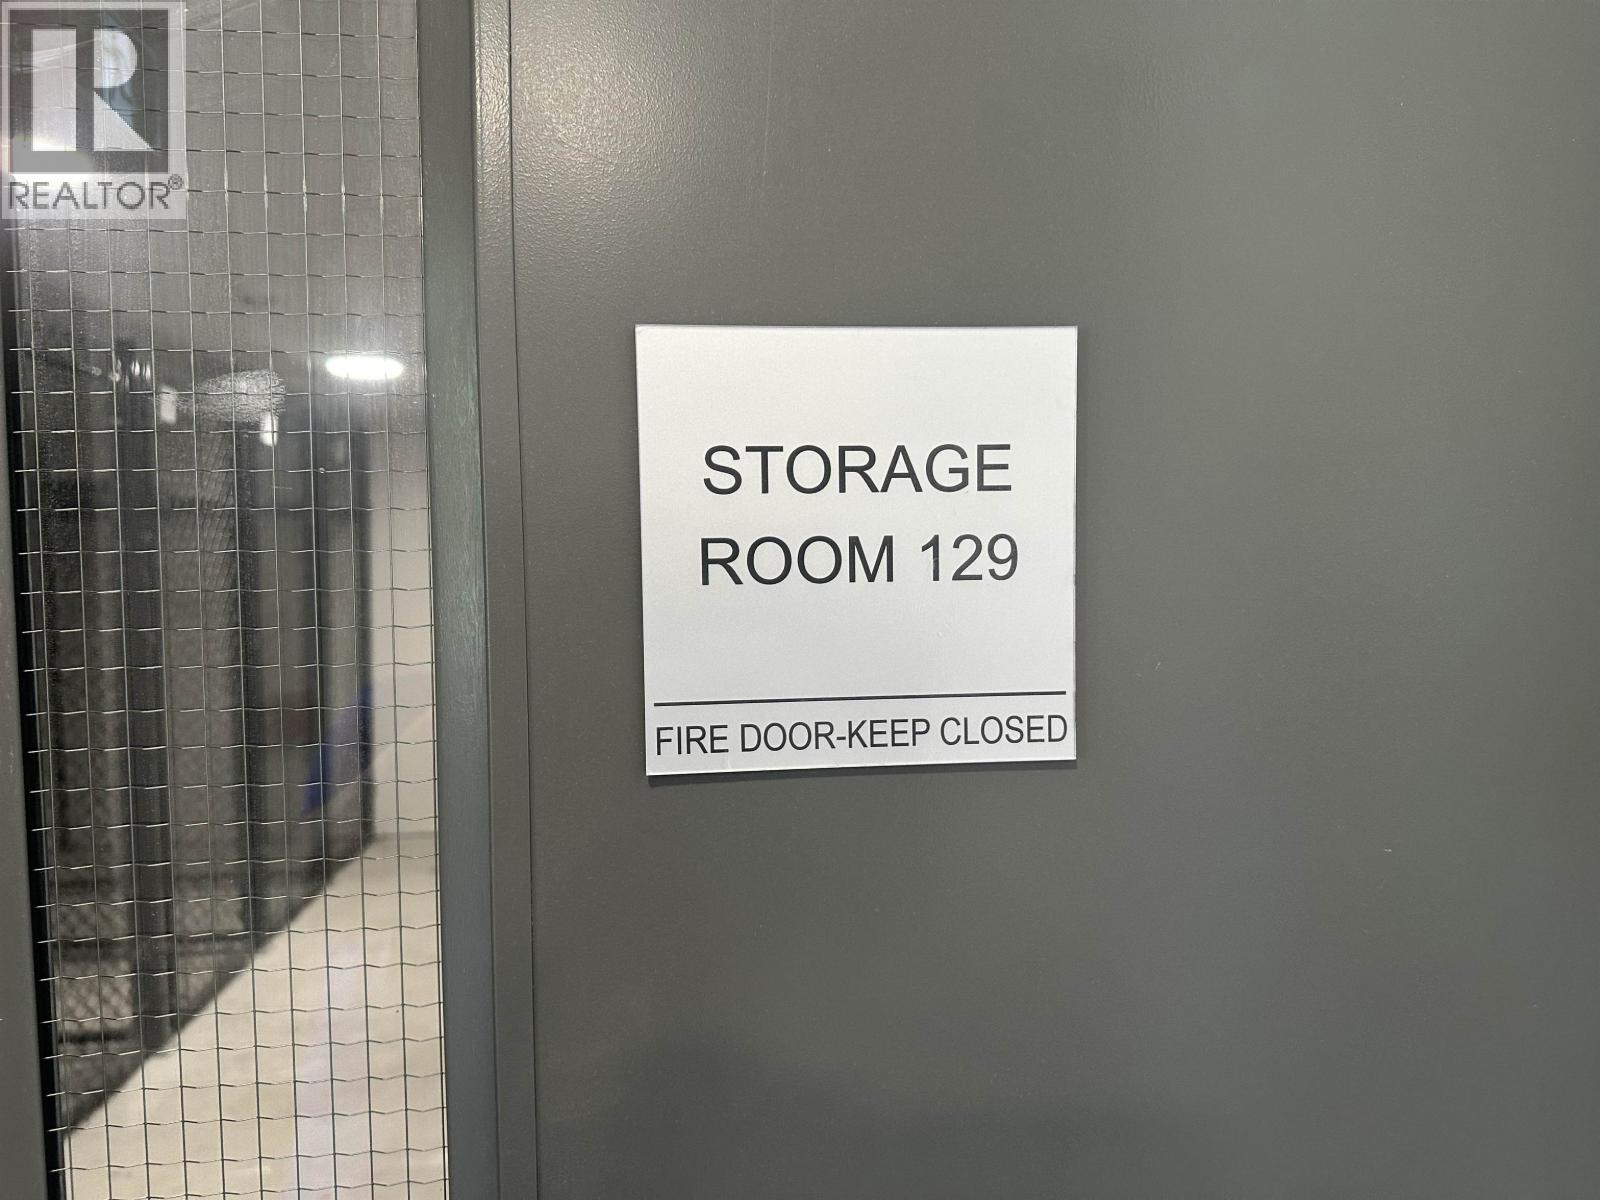 REALTOR®
STORAGE
ROOM 129
FIRE DOOR-KEEP CLOSED